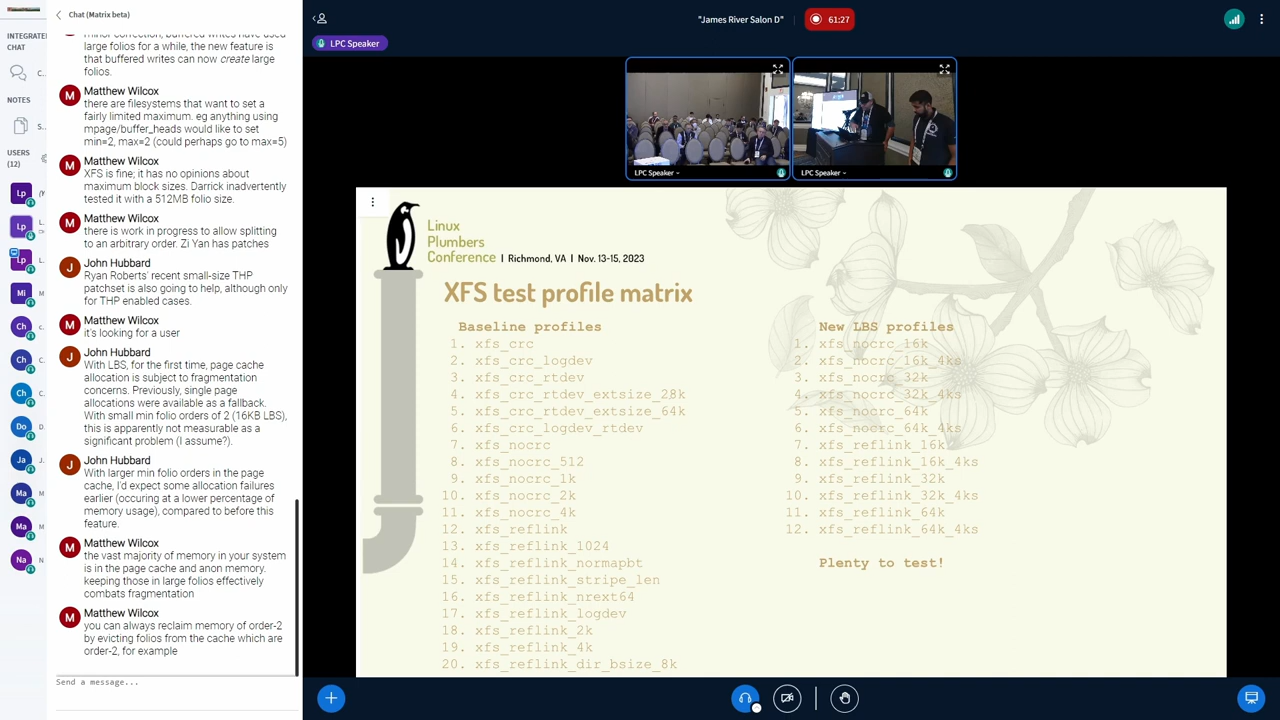 Chat (Matrix beta)
INTEGRATE
CHAT
C.
NOTES
S.
USERS
(12)
minor correction, buffered writes have used
large folios for a while, the new feature is
that buffered writes can now create large
folios.
Matthew Wilcox
there are filesystems that want to set a
fairly limited maximum. eg anything using
mpage/buffer_heads would like to set
min=2, max=2 (could perhaps go to max=5)
Matthew Wilcox
XFS is fine; it has no opinions about
maximum block sizes. Darrick inadvertently
tested it with a 512MB folio size.
Matthew Wilcox
there is work in progress to allow splitting
to an arbitrary order. Zi Yan has patches
John Hubbard
Ryan Roberts' recent small-size THP
patchset is also going to help, although only
for THP enabled cases.
Matthew Wilcox
it's looking for a user
John Hubbard
With LBS, for the first time, page cache
allocation is subject to fragmentation
concerns. Previously, single page
allocations were available as a fallback.
With small min folio orders of 2 (16KB LBS),
this is apparently not measurable as a
significant problem (I assume?).
John Hubbard
With larger min folio orders in the page
cache, I'd expect some allocation failures
earlier (occuring at a lower percentage of
memory usage), compared to before this
feature.
Matthew Wilcox
the vast majority of memory in your system
is in the page cache and anon memory.
keeping those in large folios effectively
combats fragmentation
Matthew Wilcox
you can always reclaim memory of order-2
by evicting folios from the cache which are
order-2, for example
Send a message...
"James River Salon D"
61:27
LPC Speaker
LPC Speaker
LPC Speaker
Linux
Plumbers
Conference | Richmond, VA | Nov. 13-15, 2023
XFS test profile matrix
Baseline profiles
1. xfs_crc
2. xfs_crc_logdev
3. xfs_crc_rtdev
4. xfs_crc_rtdev_extsize_28k
5. xfs_crc_rtdev_extsize_64k
6. xfs_crc_logdev_rtdev
7. xfs_nocrc
8. xfs_nocrc_512
9. xfs_nocrc_1k
10. xfs_nocrc_2k
11. xfs_nocrc_4k
12. xfs_reflink
13. xfs_reflink_1024
14. xfs_reflink_normapbt
15. xfs_reflink_stripe_len
16. xfs_reflink_nrext64
17. xfs_reflink_logdev
18. xfs_reflink_2k
19. xfs_reflink_4k
20. xfs_reflink_dir_bsize_8k
New LBS profiles
1. xfs_nocrc_16k
2. xfs_nocrc_16k_4ks
3. xfs_nocrc_32k
4. xfs_nocrc_32k_4ks
5. xfs_nocrc_64k
6. xfs_nocrc_64k_4ks
7. xfs_reflink_16k
8. xfs_reflink_16k_4ks
9. xfs_reflink_32k
10. xfs_reflink_32k_4ks
11. xfs_reflink_64k
12. xfs_reflink_64k_4ks
Plenty to test!